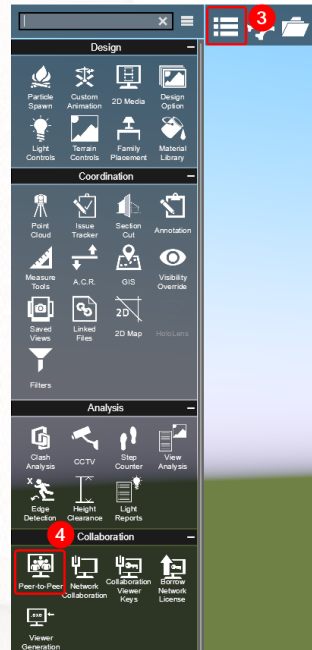 3
Design
Particle Custom 2D Media Design
Spawn Animation Option
Light Terrain Family Material
Controls Controls Placement Library
Coordination
Point Issue Section Annotation
Cloud Tracker Cut
Measure A.C.R. GIS Visibility
Tools Override
2D
Saved Linked 2D Map HoloLens
Views Files
Filters
Analysis
Clash CCTV Step View
Analysis Counter Analysis
X
Edge Height Light
Detection Clearance Reports
4 Collaboration
Peer-to-Peer Network Collaboration Borrow
Collaboration Viewer Network
Keys License
.exe
Viewer
Generation